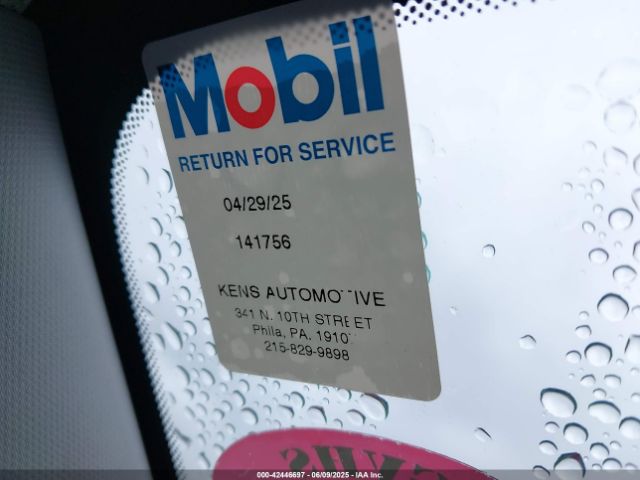 Mobil
RETURN FOR SERVICE
04/29/25
141756
KENS AUTOMOTIVE
341 N. 10TH STREET
Phila, PA. 1910
215-829-9898
000-42446697 - 06/09/2025 - IAA Inc.